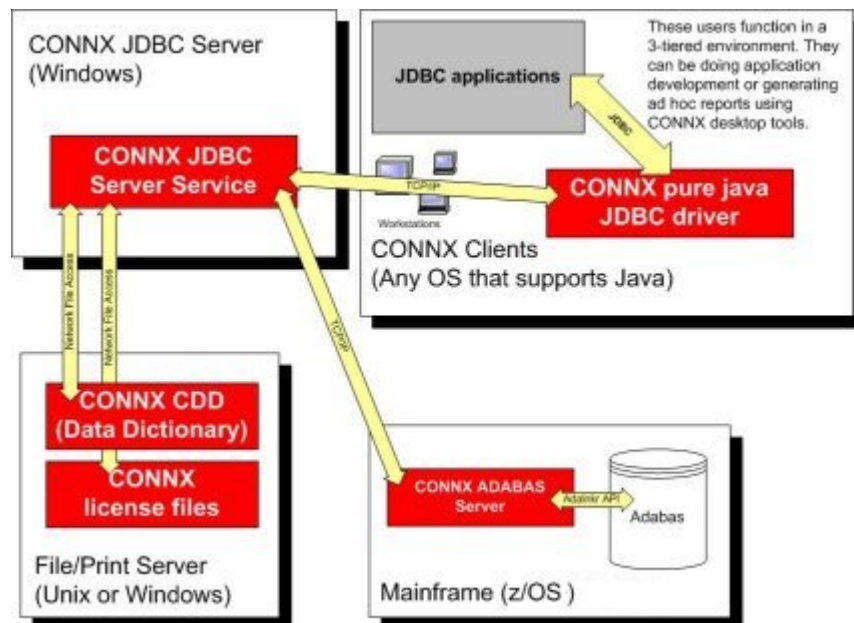 CONNX JDBC Server
(Windows)
CONNX JDBC
Server Service
JDBC applications
These users function in a
3-tiered environment. They
can be doing application
development or generating
ad hoc reports using
CONNX desktop tools.
JDBC
TCP/IP
CONNX pure java
JDBC driver
Workstations
CONNX Clients
(Any OS that supports Java)
Network File Access
Network File Access
TCP/IP
CONNX CDD
(Data Dictionary)
CONNX
license files
File/Print Server
(Unix or Windows)
CONNX ADABAS
Server
Adalnkr API
Adabas
Mainframe (z/OS )